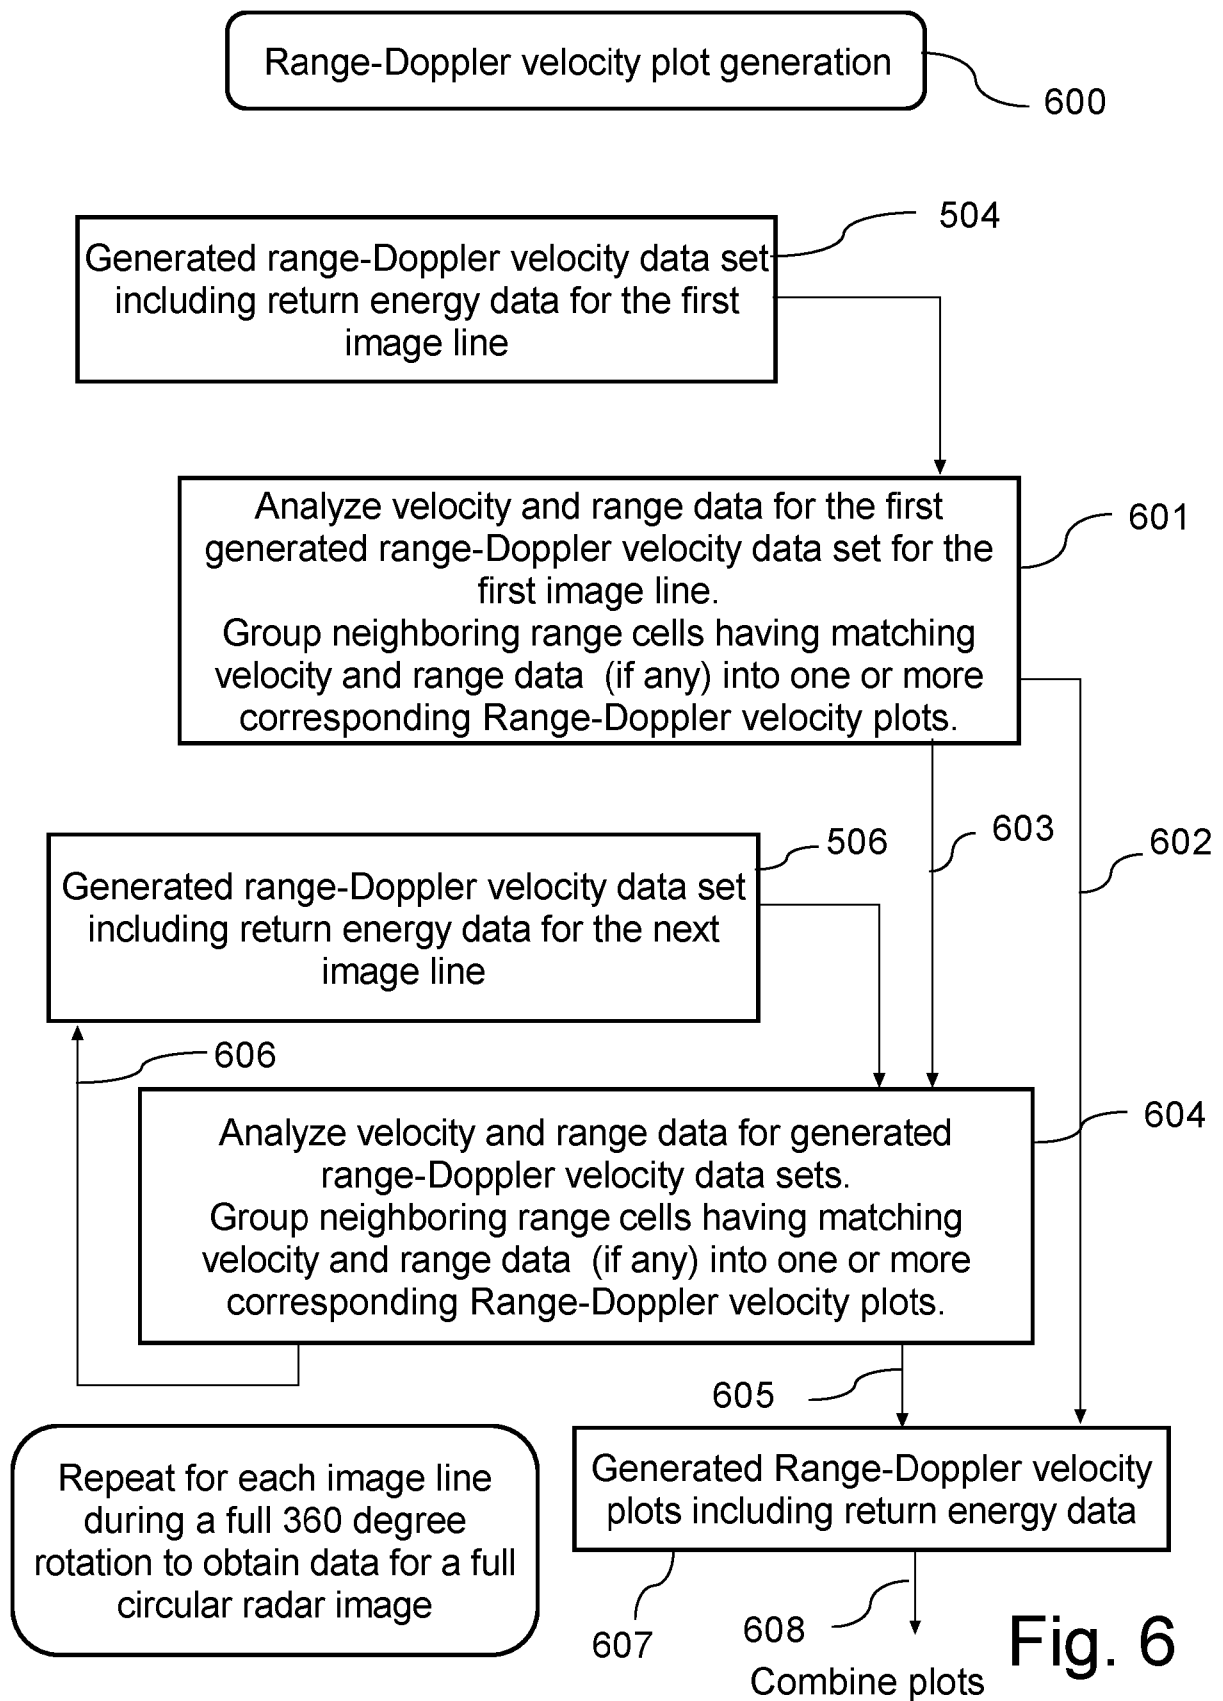 Range-Doppler velocity plot generation
600
504
Generated range-Doppler velocity data set
including return energy data for the first
image line
Analyze velocity and range data for the first
generated range-Doppler velocity data set for the
first image line.
Group neighboring range cells having matching
velocity and range data (if any) into one or more
corresponding Range-Doppler velocity plots.
601
603
602
506
Generated range-Doppler velocity data set
including return energy data for the next
image line
606
604
Analyze velocity and range data for generated
range-Doppler velocity data sets.
Group neighboring range cells having matching
velocity and range data (if any) into one or more
corresponding Range-Doppler velocity plots.
605
Repeat for each image line
during a full 360 degree
rotation to obtain data for a full
circular radar image
Generated Range-Doppler velocity
plots including return energy data
607
608
Combine plots
Fig. 6